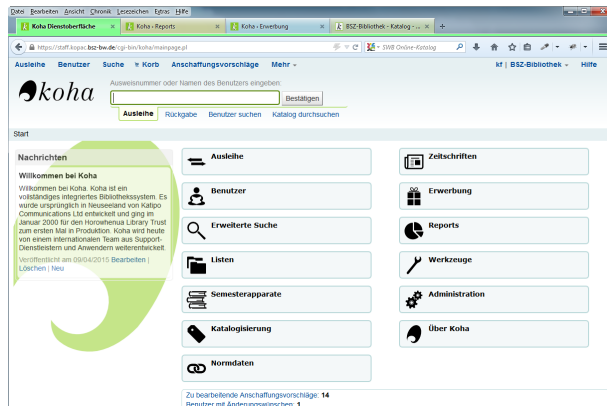 Datei Bearbeiten Ansicht Chronik Lesezeichen Extras Hilfe
Koha Dienstoberfläche × Koha › Reports × Koha › Erwerbung × BSZ-Bibliothek › Katalog › ... × +
https://staff.kopac.bsz-bw.de/cgi-bin/koha/mainpage.pl SWB Online-Katalog
Ausleihe Benutzer Suche Korb Anschaffungsvorschläge Mehr kf | BSZ-Bibliothek Hilfe
koha
Ausweisnummer oder Namen des Benutzers eingeben:
Bestätigen
Ausleihe Rückgabe Benutzer suchen Katalog durchsuchen
Start
Nachrichten
Willkommen bei Koha
Willkommen bei Koha. Koha ist ein
vollständiges integriertes Bibliothekssystem. Es
wurde ursprünglich in Neuseeland von Katipo
Communications Ltd entwickelt und ging im
Januar 2000 für den Horowhenua Library Trust
zum ersten Mal in Produktion. Koha wird heute
von einem internationalen Team aus Support-
Dienstleistern und Anwendern weiterentwickelt.
Veröffentlicht am 09/04/2015 Bearbeiten |
Löschen | Neu
Ausleihe
Benutzer
Erweiterte Suche
Listen
Semesterapparate
Katalogisierung
Normdaten
Zeitschriften
Erwerbung
Reports
Werkzeuge
Administration
Über Koha
Zu bearbeitende Anschaffungsvorschläge: 14
Benutzer mit Änderungswünschen: 1